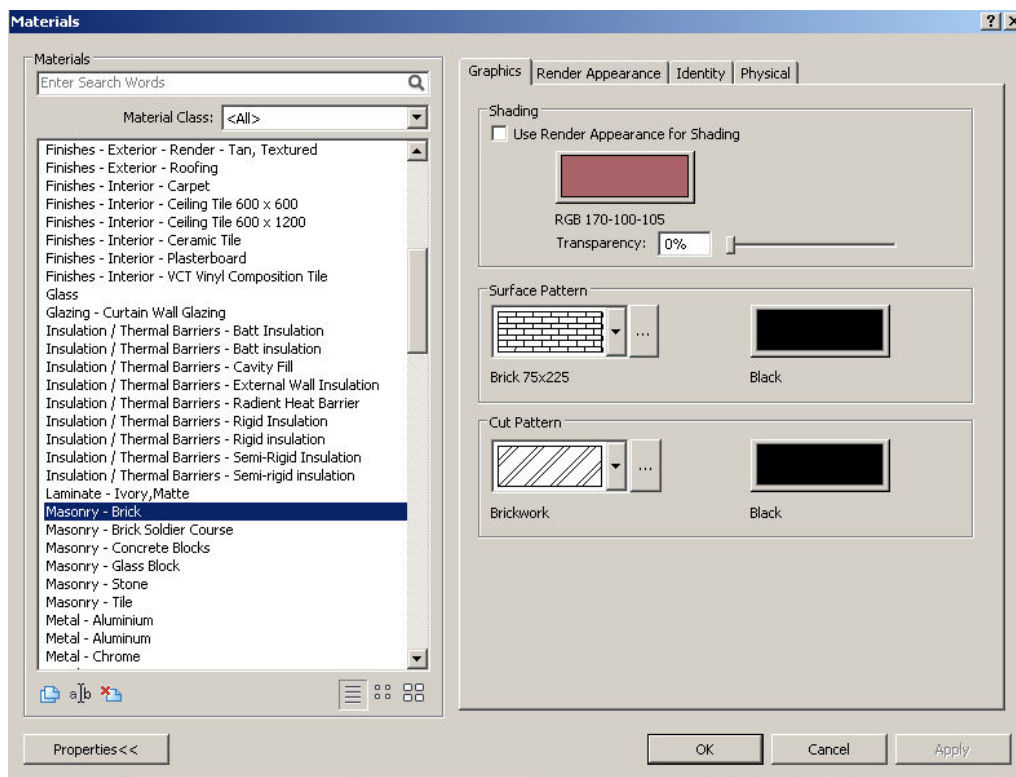 Materials
Materials
Enter Search Words
Material Class: <All>
Finishes - Exterior - Render - Tan, Textured
Finishes - Exterior - Roofing
Finishes - Interior - Carpet
Finishes - Interior - Ceiling Tile 600 x 600
Finishes - Interior - Ceiling Tile 600 x 1200
Finishes - Interior - Ceramic Tile
Finishes - Interior - Plasterboard
Finishes - Interior - VCT Vinyl Composition Tile
Glass
Glazing - Curtain Wall Glazing
Insulation / Thermal Barriers - Batt Insulation
Insulation / Thermal Barriers - Batt insulation
Insulation / Thermal Barriers - Cavity Fill
Insulation / Thermal Barriers - External Wall Insulation
Insulation / Thermal Barriers - Radient Heat Barrier
Insulation / Thermal Barriers - Rigid Insulation
Insulation / Thermal Barriers - Rigid insulation
Insulation / Thermal Barriers - Semi-Rigid Insulation
Insulation / Thermal Barriers - Semi-rigid insulation
Laminate - Ivory,Matte
Masonry - Brick
Masonry - Brick Soldier Course
Masonry - Concrete Blocks
Masonry - Glass Block
Masonry - Stone
Masonry - Tile
Metal - Aluminium
Metal - Aluminum
Metal - Chrome
Properties<<
Graphics Render Appearance Identity Physical
Shading
Use Render Appearance for Shading
RGB 170-100-105
Transparency: 0%
Surface Pattern
...
Brick 75x225 Black
Cut Pattern
...
Brickwork Black
OK Cancel Apply